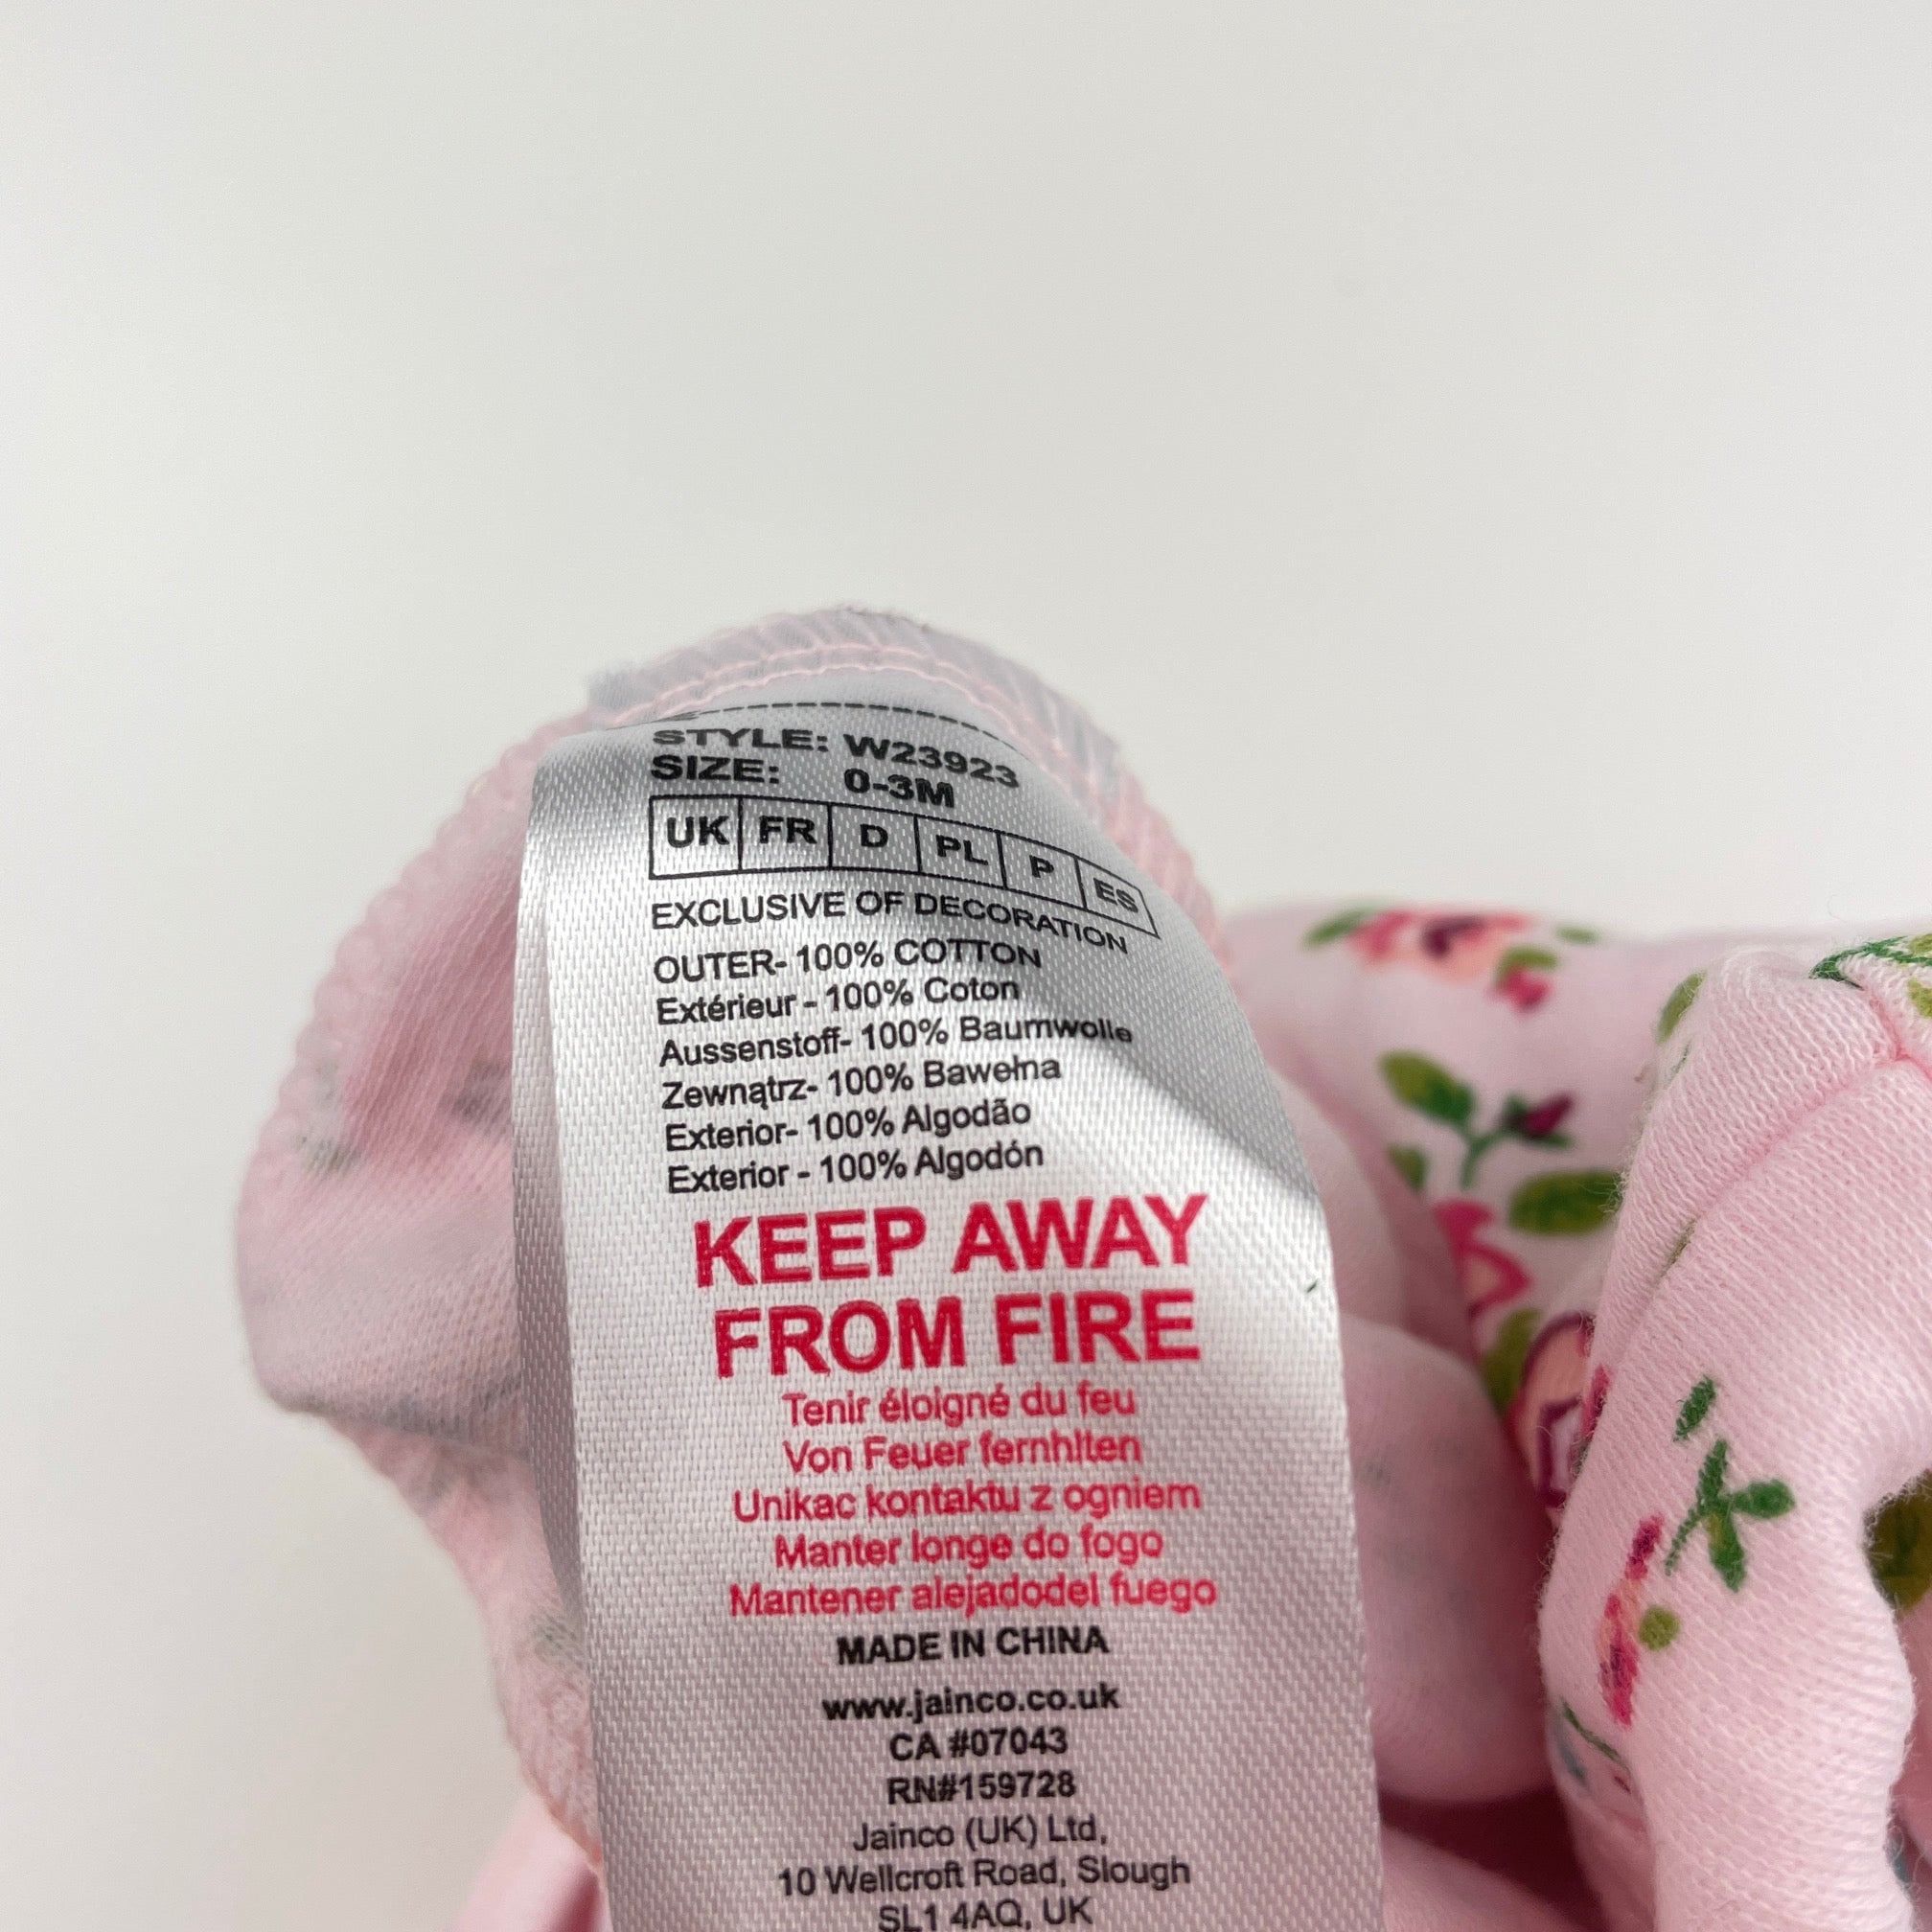 STYLE: W23923
SIZE: 0-3M
UK FR D PL P ES
EXCLUSIVE OF DECORATION
OUTER- 100% COTTON
Extérieur - 100% Coton
Aussenstoff- 100% Baumwolle
Zewnątrz- 100% Bawełna
Exterior- 100% Algodão
Exterior - 100% Algodón
KEEP AWAY
FROM FIRE
Tenir éloigné du feu
Von Feuer fernhlten
Unikac kontaktu z ogniem
Manter longe do fogo
Mantener alejadodel fuego
MADE IN CHINA
www.jainco.co.uk
CA #07043
RN#159728
Jainco (UK) Ltd,
10 Wellcroft Road, Slough
SL1 4AQ, UK